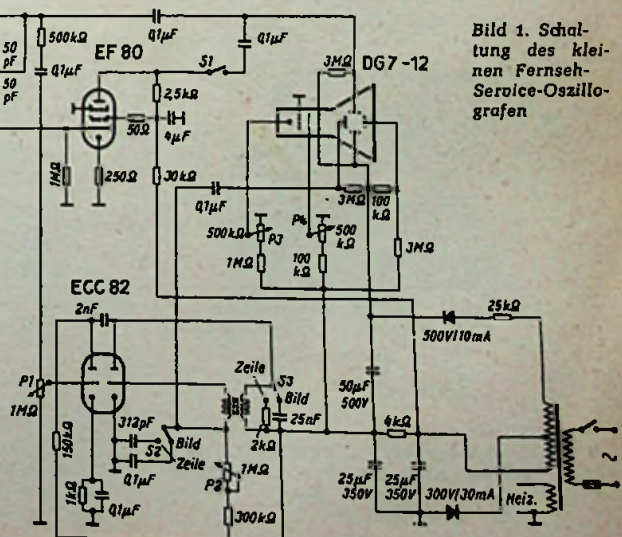 Bild 1. Schal-
tung des klei-
nen Fernseh-
Service-Oszillo-
grafen
50
pF
50
pF
500kΩ
0,1µF
EF 80
0,1µF
S1
0,1µF
DG7-12
3MΩ
2,5kΩ
50Ω
4µF
1MΩ
250Ω
30kΩ
0,1µF
3MΩ
100
kΩ
500kΩ
P3
P4
500
kΩ
1MΩ
100
kΩ
3MΩ
ECC 82
2nF
500V/10mA
25kΩ
P1
1MΩ
150kΩ
312pF
S2
Bild
Zeile
0,1µF
1kΩ
0,1µF
Zeile
S3
Bild
25nF
2kΩ
1MΩ
P2
300kΩ
50µF
500V
4kΩ
25µF
350V
25µF
350V
300V/30mA
Heiz.
~